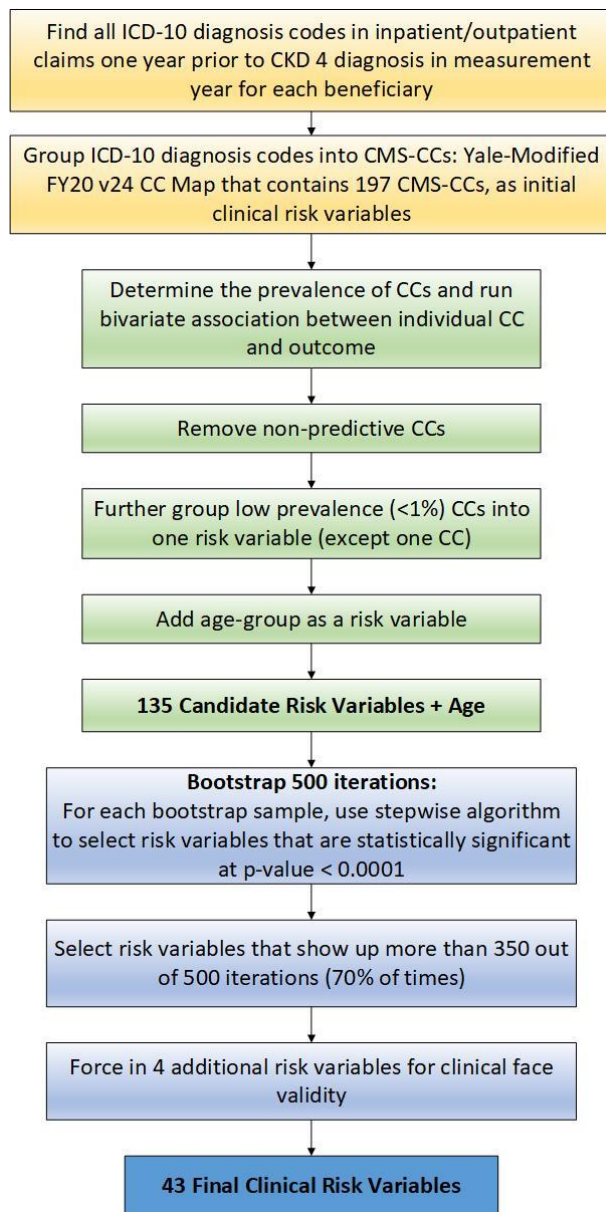 Find all ICD-10 diagnosis codes in inpatient/outpatient
claims one year prior to CKD 4 diagnosis in measurement
year for each beneficiary
Group ICD-10 diagnosis codes into CMS-CCs: Yale-Modified
FY20 v24 CC Map that contains 197 CMS-CCs, as initial
clinical risk variables
Determine the prevalence of CCs and run
bivariate association between individual CC
and outcome
Remove non-predictive CCs
Further group low prevalence (<1%) CCs into
one risk variable (except one CC)
Add age-group as a risk variable
135 Candidate Risk Variables + Age
Bootstrap 500 iterations:
For each bootstrap sample, use stepwise algorithm
to select risk variables that are statistically significant
at p-value < 0.0001
Select risk variables that show up more than 350 out
of 500 iterations (70% of times)
Force in 4 additional risk variables for clinical face
validity
43 Final Clinical Risk Variables